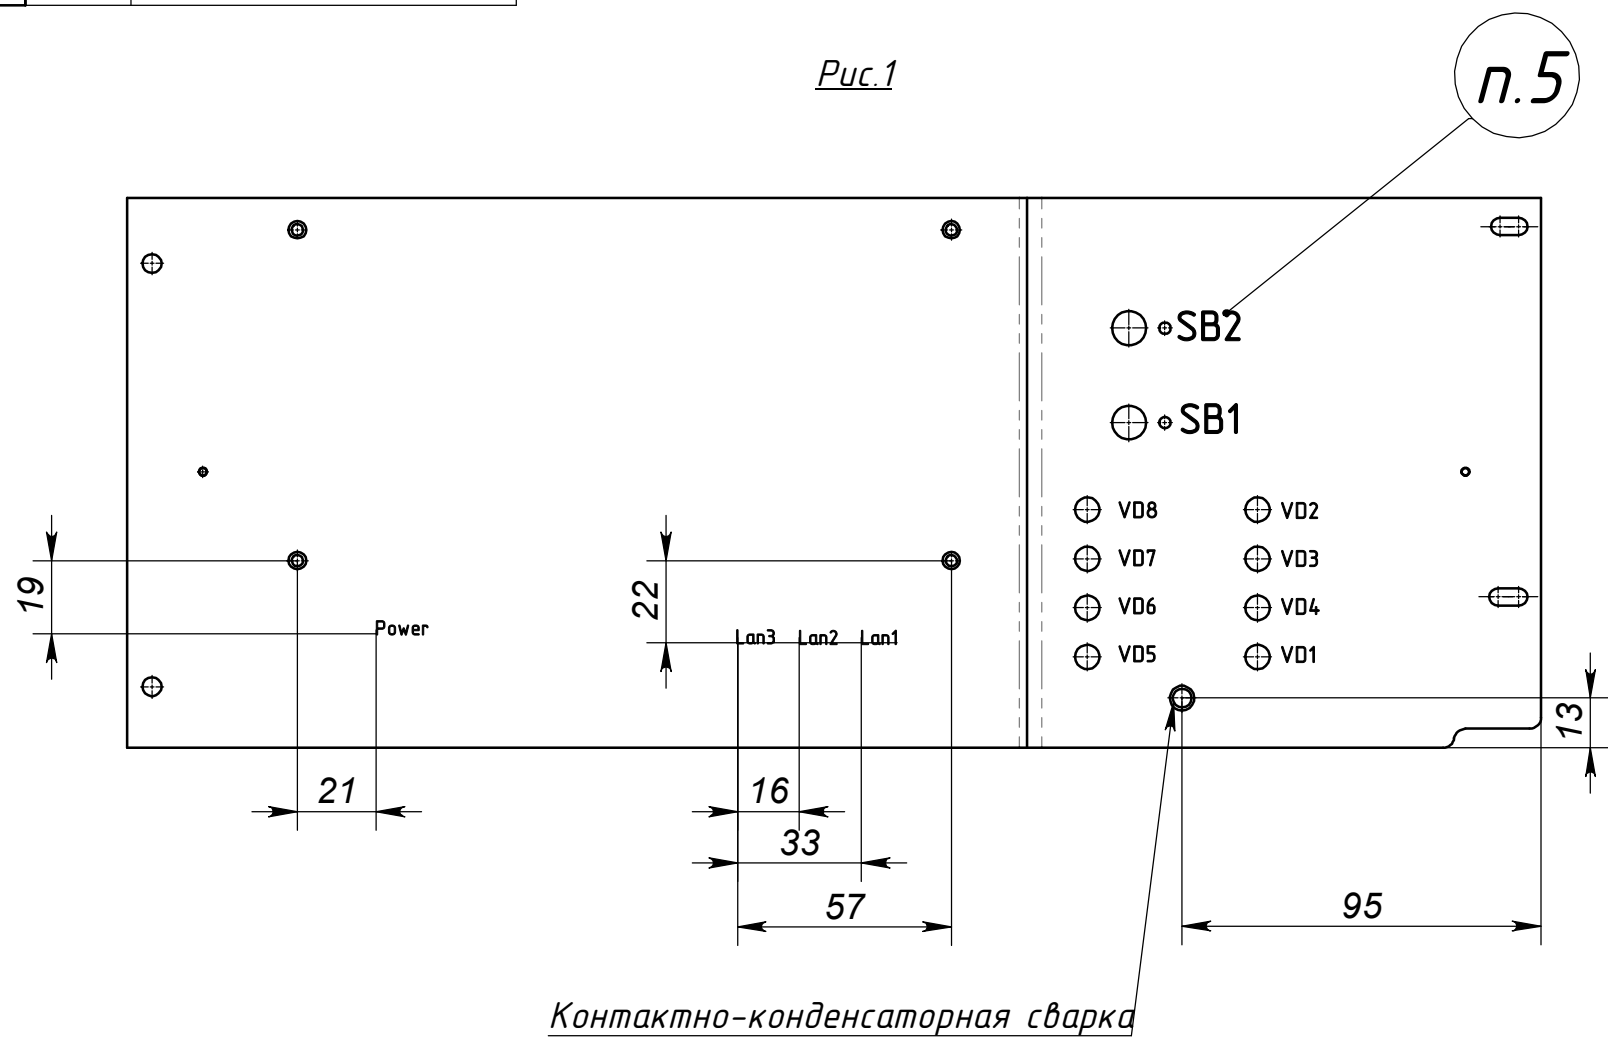 Рис.1
п.5
SB2
SB1
VD8 VD2
VD7 VD3
VD6 VD4
VD5 VD1
19
Power
22
Lan3 Lan2 Lan1
13
21
16
33
57
95
Контактно-конденсаторная сварка